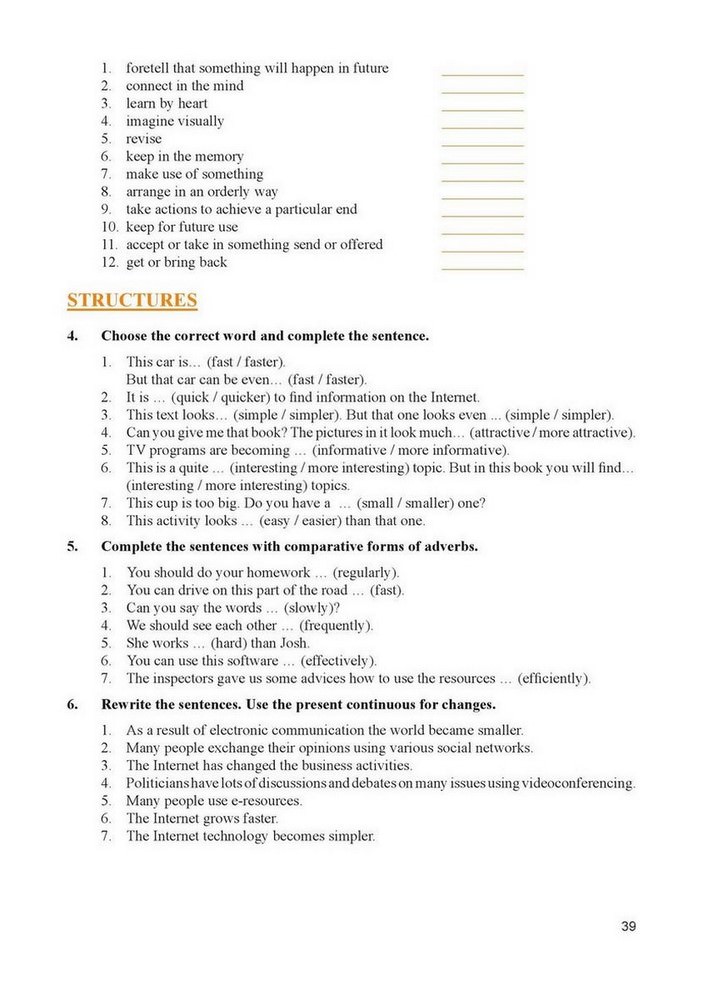 1. foretell that something will happen in future ________
2. connect in the mind ________
3. learn by heart ________
4. imagine visually ________
5. revise ________
6. keep in the memory ________
7. make use of something ________
8. arrange in an orderly way ________
9. take actions to achieve a particular end ________
10. keep for future use ________
11. accept or take in something send or offered ________
12. get or bring back ________
STRUCTURES
4. Choose the correct word and complete the sentence.
1. This car is… (fast / faster).
But that car can be even… (fast / faster).
2. It is … (quick / quicker) to find information on the Internet.
3. This text looks… (simple / simpler). But that one looks even ... (simple / simpler).
4. Can you give me that book? The pictures in it look much… (attractive / more attractive).
5. TV programs are becoming … (informative / more informative).
6. This is a quite … (interesting / more interesting) topic. But in this book you will find…
(interesting / more interesting) topics.
7. This cup is too big. Do you have a … (small / smaller) one?
8. This activity looks … (easy / easier) than that one.
5. Complete the sentences with comparative forms of adverbs.
1. You should do your homework … (regularly).
2. You can drive on this part of the road … (fast).
3. Can you say the words … (slowly)?
4. We should see each other … (frequently).
5. She works … (hard) than Josh.
6. You can use this software … (effectively).
7. The inspectors gave us some advices how to use the resources … (efficiently).
6. Rewrite the sentences. Use the present continuous for changes.
1. As a result of electronic communication the world became smaller.
2. Many people exchange their opinions using various social networks.
3. The Internet has changed the business activities.
4. Politicians have lots of discussions and debates on many issues using videoconferencing.
5. Many people use e-resources.
6. The Internet grows faster.
7. The Internet technology becomes simpler.
39